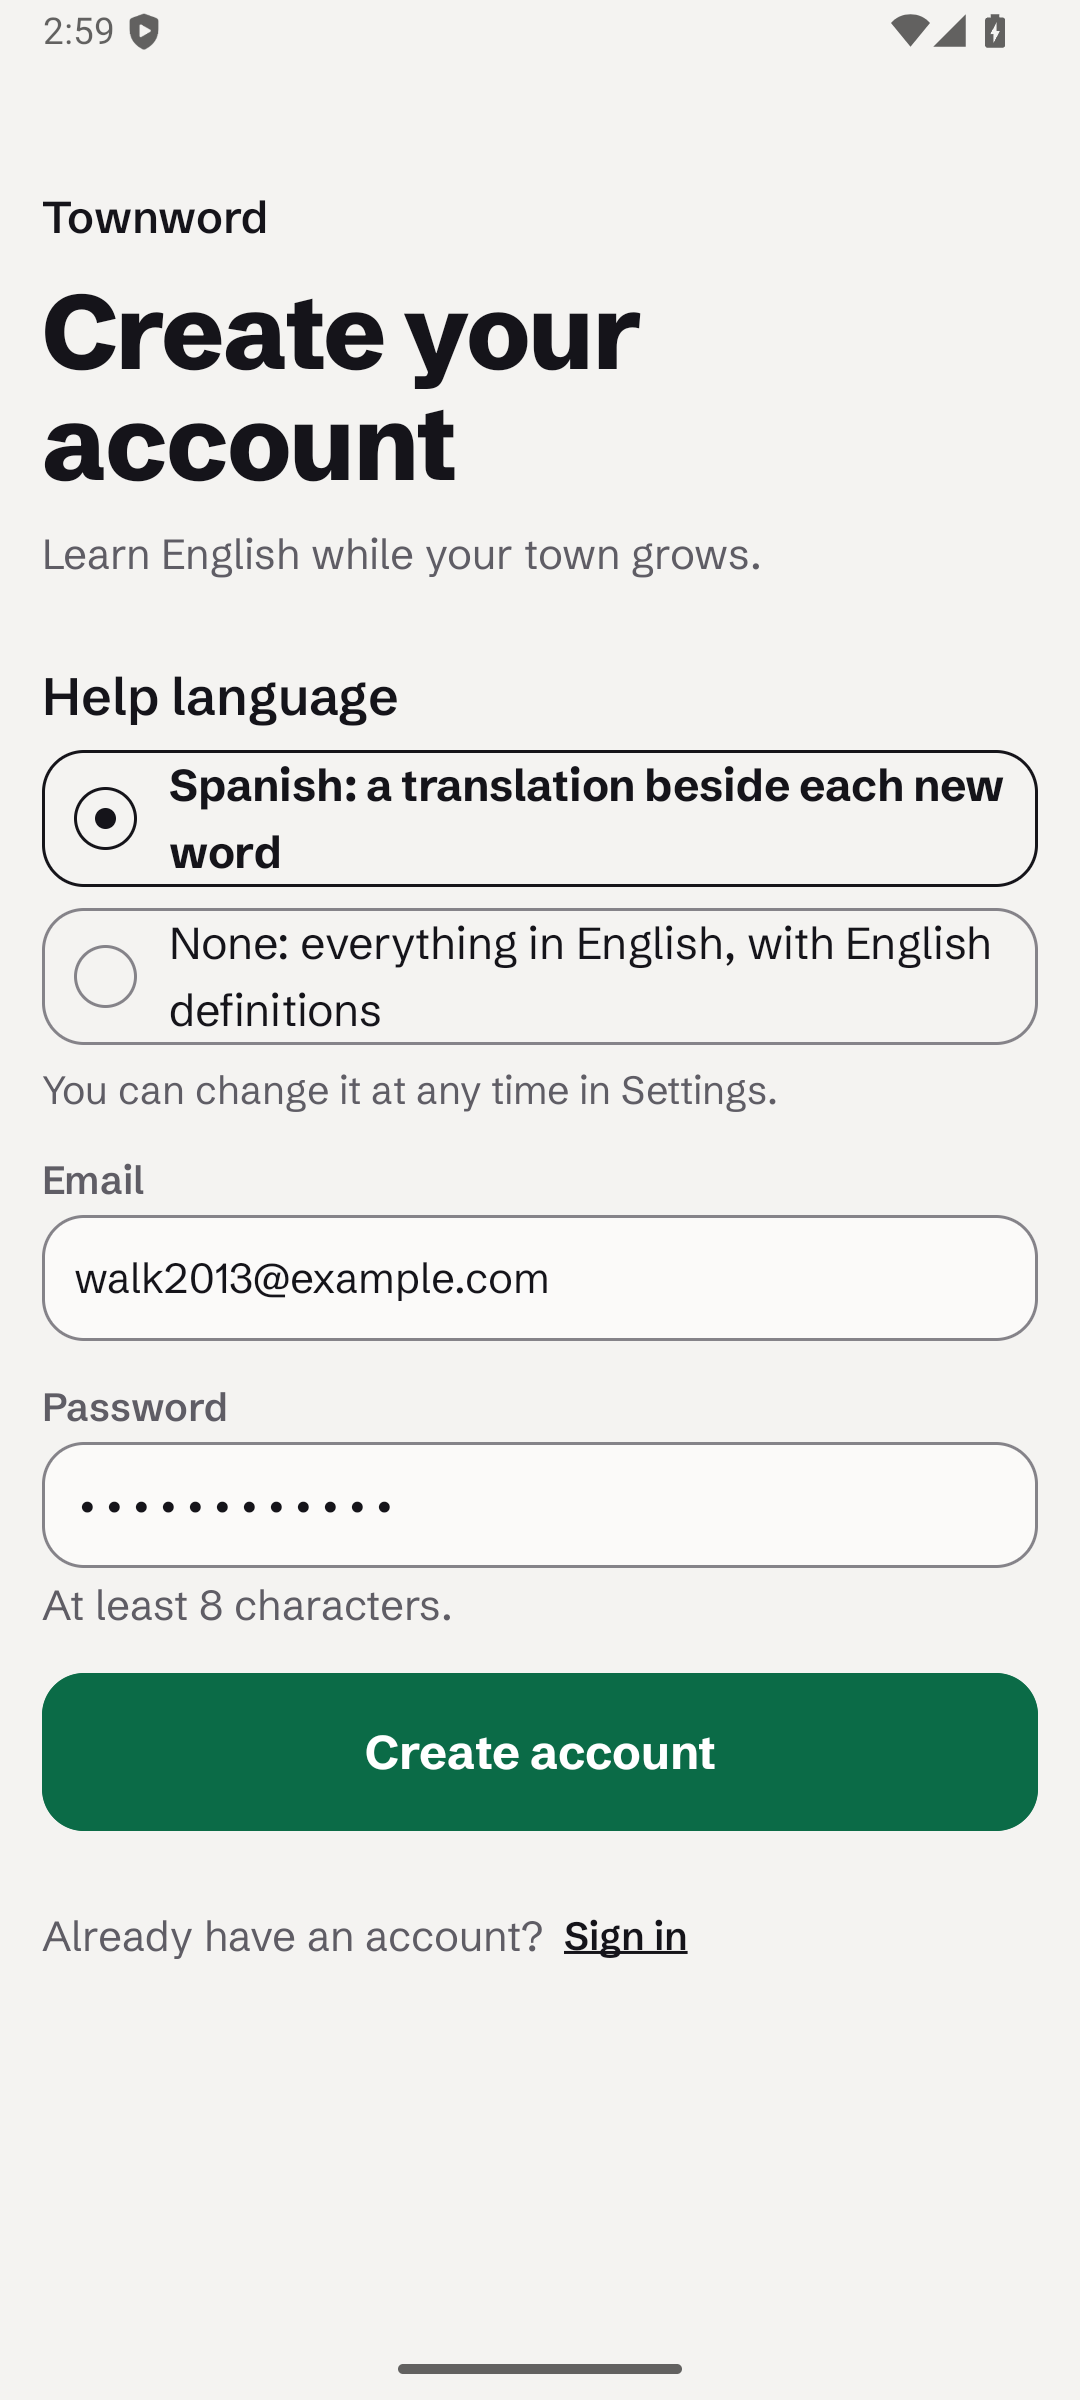 2:59
Townword
Create your
account
Learn English while your town grows.
Help language
Spanish: a translation beside each new
word
None: everything in English, with English
definitions
You can change it at any time in Settings.
Email
walk2013@example.com
Password
••••••••••••
At least 8 characters.
Create account
Already have an account? Sign in